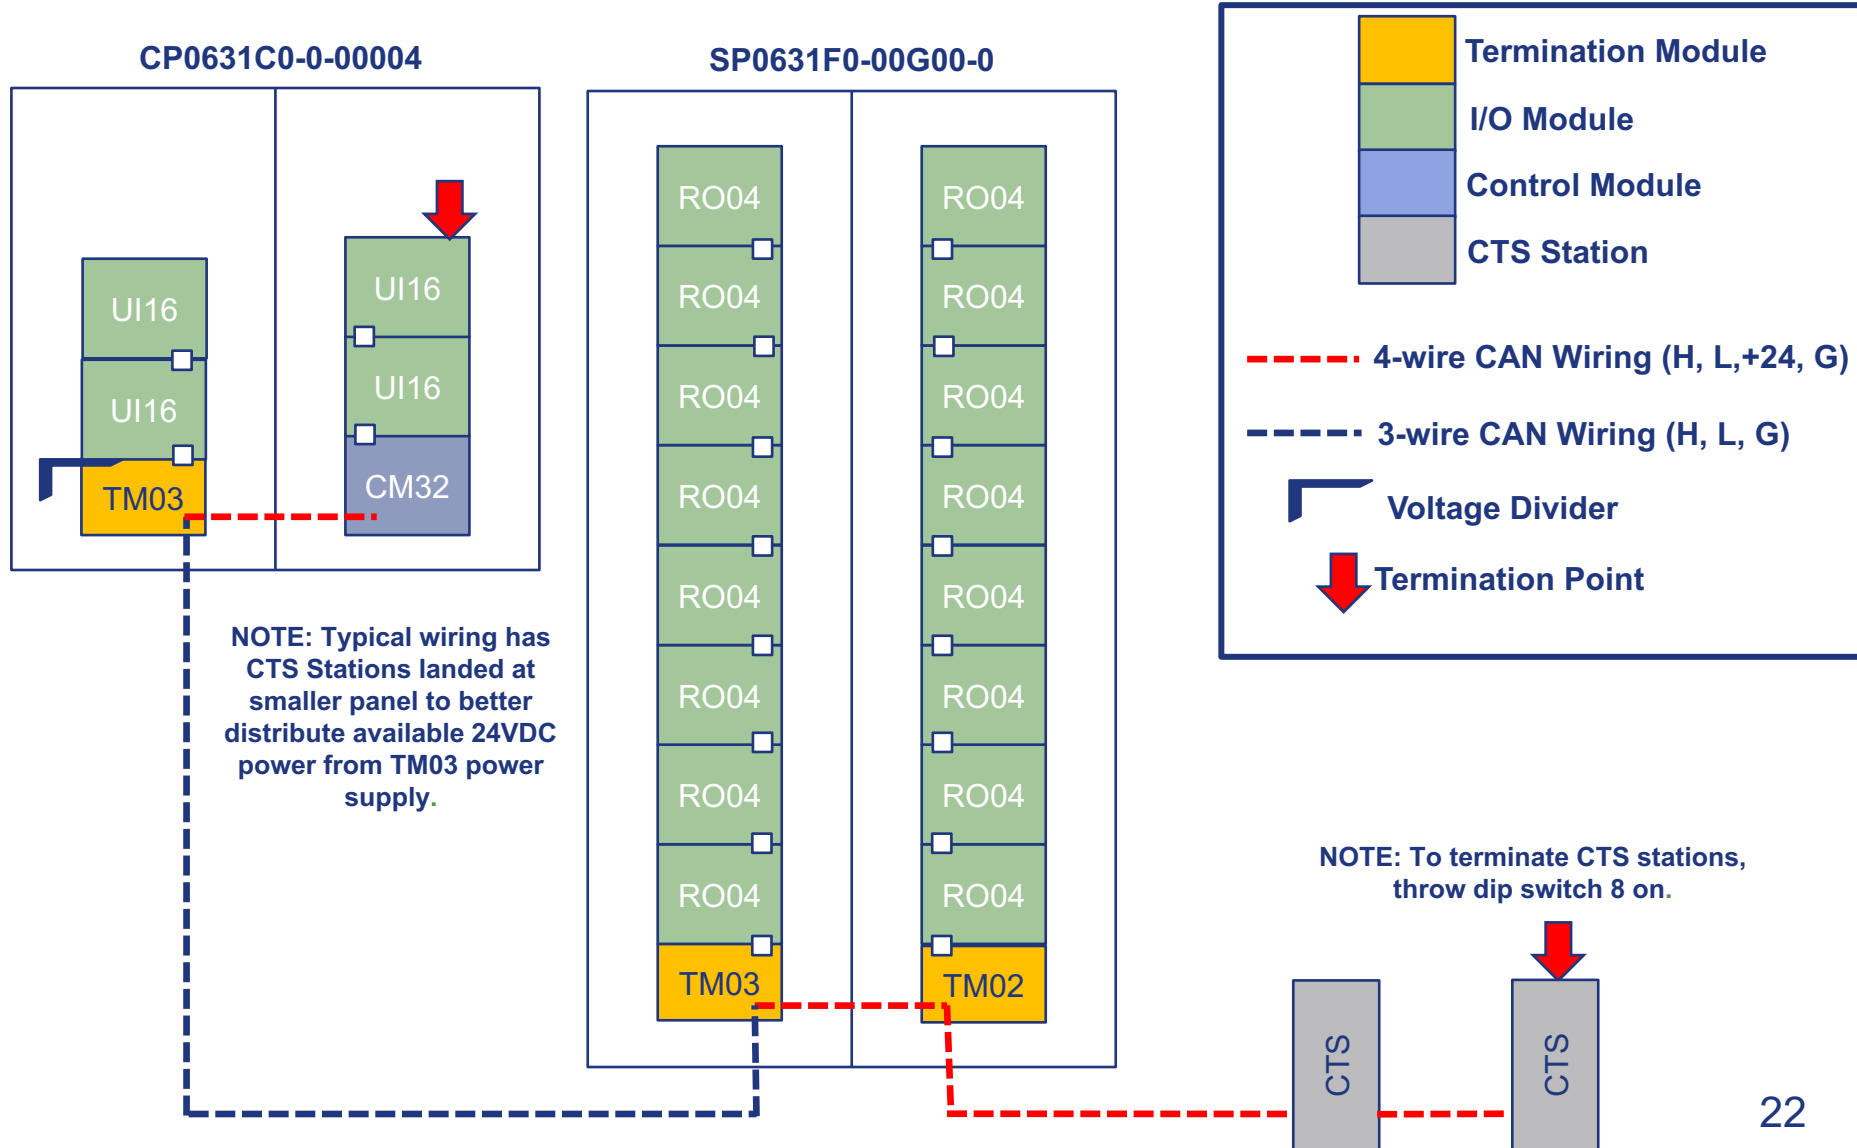 CP0631C0-0-00004
SP0631F0-00G00-0
UI16
UI16
TM03
UI16
UI16
CM32
RO04
RO04
RO04
RO04
RO04
RO04
RO04
RO04
TM03
RO04
RO04
RO04
RO04
RO04
RO04
RO04
RO04
TM02
Termination Module
I/O Module
Control Module
CTS Station
4-wire CAN Wiring (H, L,+24, G)
3-wire CAN Wiring (H, L, G)
Voltage Divider
Termination Point
NOTE: Typical wiring has
CTS Stations landed at
smaller panel to better
distribute available 24VDC
power from TM03 power
supply.
NOTE: To terminate CTS stations,
throw dip switch 8 on.
CTS
CTS
22